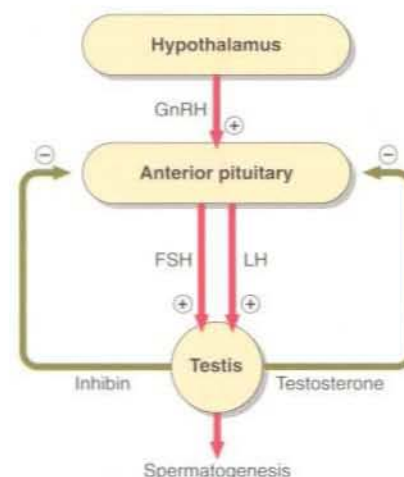 Hypothalamus
GnRH
+
− −
Anterior pituitary
FSH LH
+ +
Testis
Inhibin Testosterone
Spermatogenesis